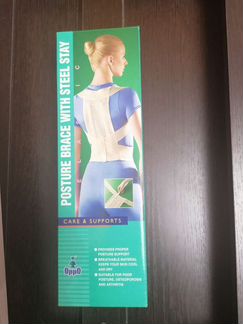 POSTURE BRACE WITH STEEL STAY
ELASTIC
CARE & SUPPORTS
PROVIDES PROPER
POSTURE SUPPORT
BREATHABLE MATERIAL
KEEPS YOUR SKIN COOL
AND DRY
SUITABLE FOR POOR
POSTURE, OSTEOPOROSIS
AND ARTHRITIS
OppO